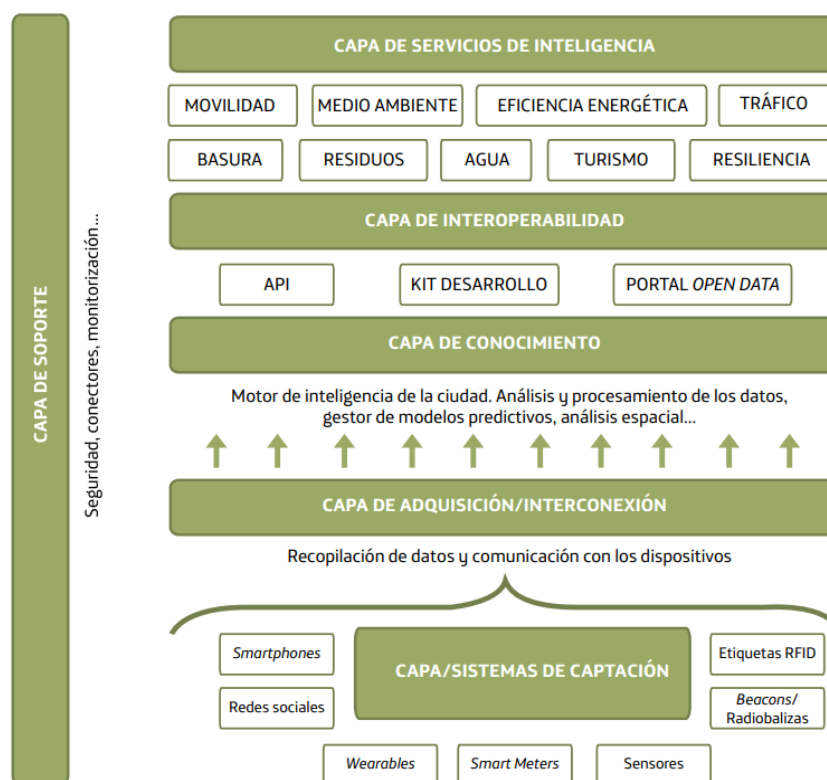 CAPA DE SOPORTE
Seguridad, conectores, monitorización...
CAPA DE SERVICIOS DE INTELIGENCIA
MOVILIDAD
MEDIO AMBIENTE
EFICIENCIA ENERGÉTICA
TRÁFICO
BASURA
RESIDUOS
AGUA
TURISMO
RESILIENCIA
CAPA DE INTEROPERABILIDAD
API
KIT DESARROLLO
PORTAL OPEN DATA
CAPA DE CONOCIMIENTO
Motor de inteligencia de la ciudad. Análisis y procesamiento de los datos,
gestor de modelos predictivos, análisis espacial...
CAPA DE ADQUISICIÓN/INTERCONEXIÓN
Recopilación de datos y comunicación con los dispositivos
Smartphones
CAPA/SISTEMAS DE CAPTACIÓN
Etiquetas RFID
Redes sociales
Beacons/
Radiobalizas
Wearables
Smart Meters
Sensores